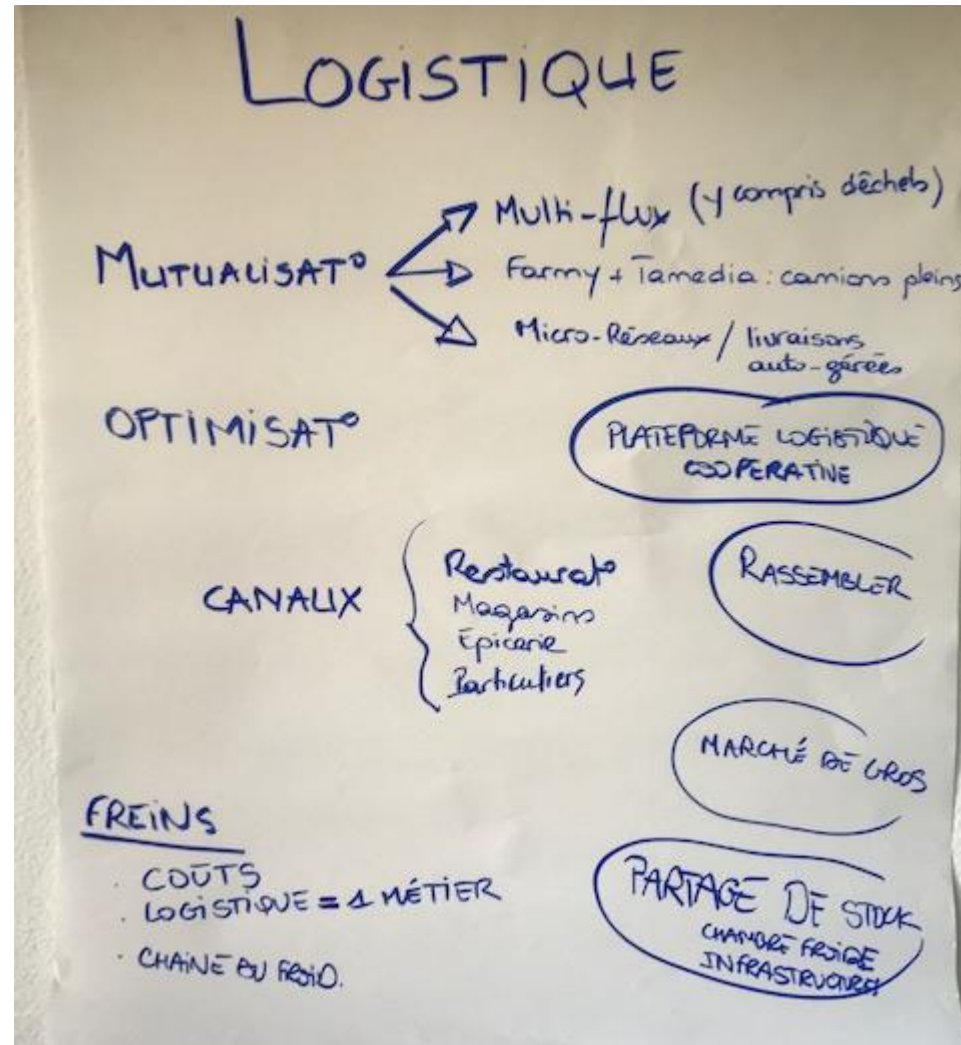 LOGISTIQUE
MUTUALISAT°
Multi-flux (y compris déchets)
Farmy + Tamedia : camions pleins
Micro-Réseaux / livraisons
auto-gérées
OPTIMISAT°
PLATEFORME LOGISTIQUE
COOPERATIVE
CANAUX
Restaurat°
Magasins
Épicerie
Particuliers
RASSEMBLER
MARCHÉ DE GROS
FREINS
· COÛTS
· LOGISTIQUE = 1 MÉTIER
· CHAINE DU FROID.
PARTAGE DE STOCK
CHAMBRE FROIDE
INFRASTRUCTURES